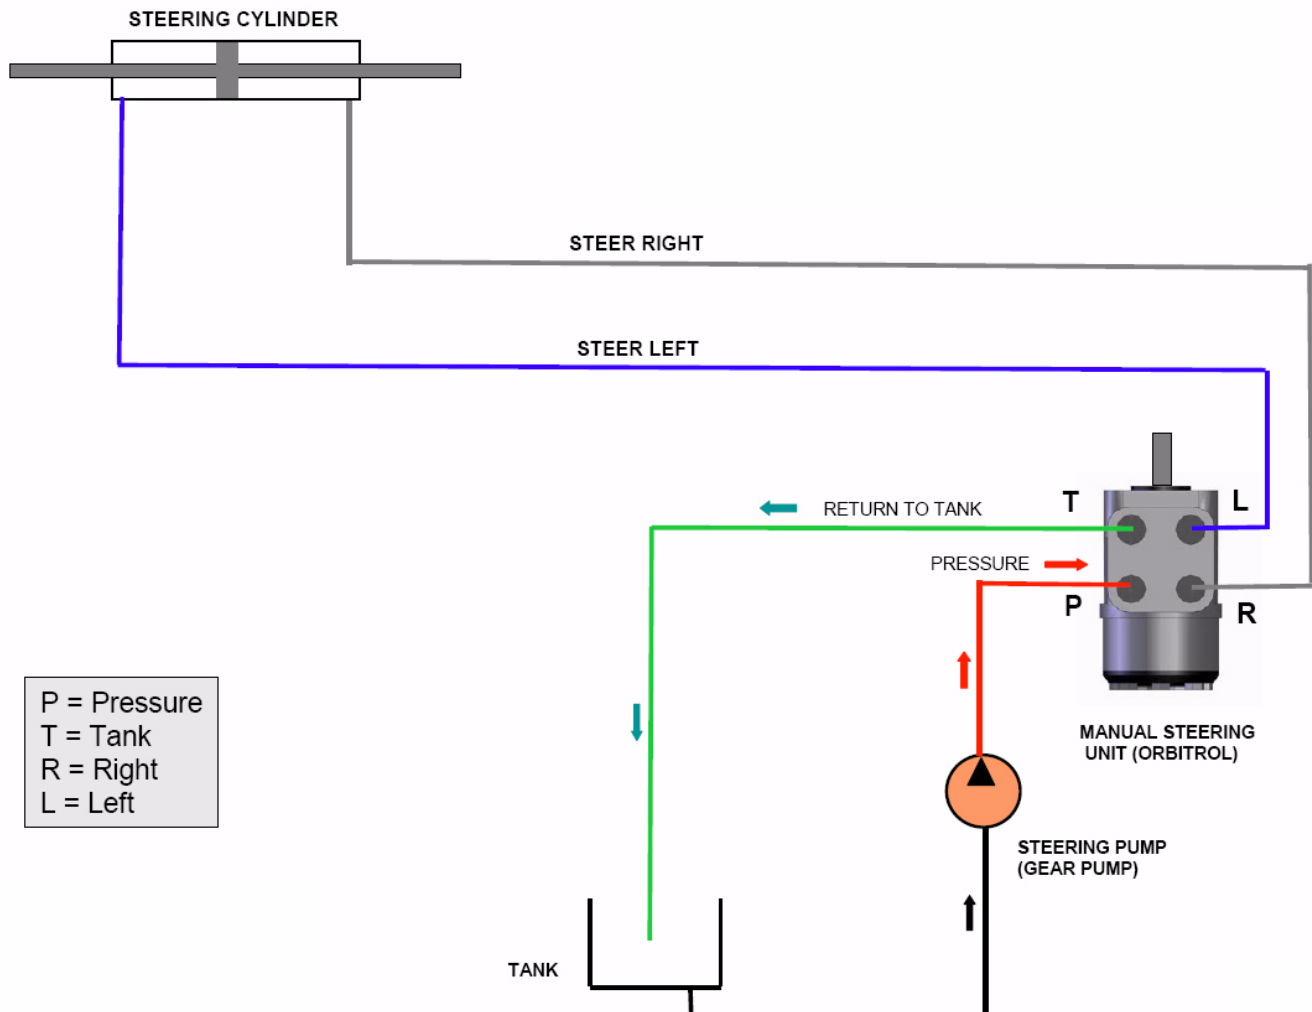 STEERING CYLINDER
STEER RIGHT
STEER LEFT
T
L
RETURN TO TANK
PRESSURE
P
R
P = Pressure
T = Tank
R = Right
L = Left
MANUAL STEERING
UNIT (ORBITROL)
STEERING PUMP
(GEAR PUMP)
TANK